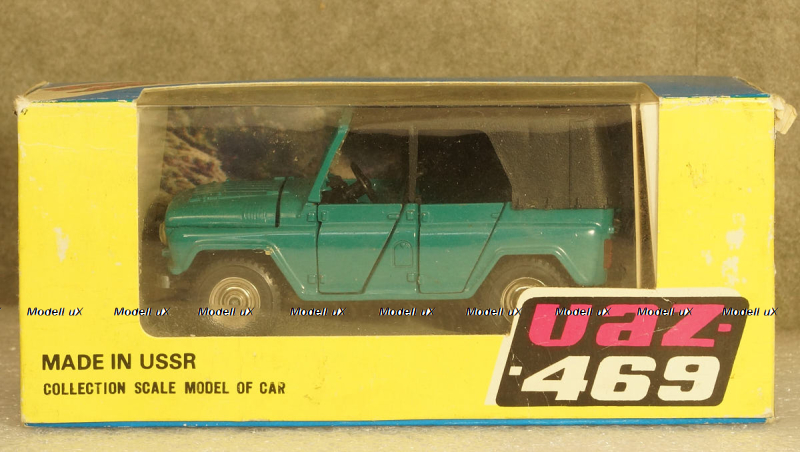 Modell uX Modell uX Modell uX Modell uX Modell uX Modell uX Modell uX Modell uX Modell uX
uaz-
-469
MADE IN USSR
COLLECTION SCALE MODEL OF CAR